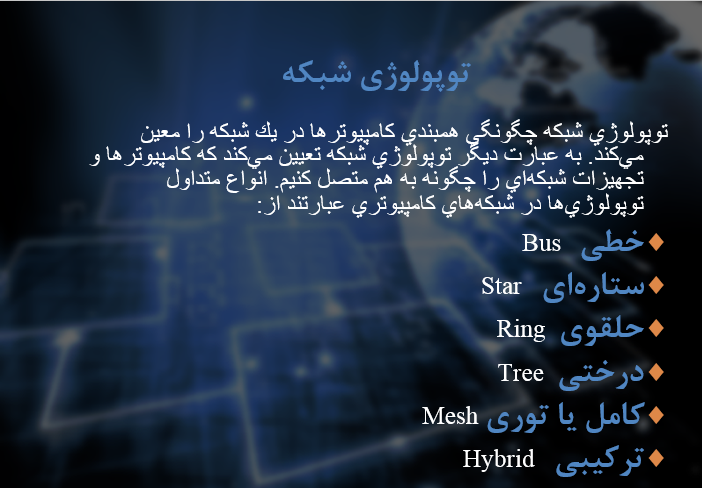 توپولوژی شبکه
توپولوژي شبكه چگونگي همبندي كامپيوترها در يك شبكه را معين
مي‌كند. به عبارت ديگر توپولوژي شبكه تعيين مي‌كند كه كامپيوترها و
تجهيزات شبكه‌اي را چگونه به هم متصل كنيم. انواع متداول
توپولوژي‌ها در شبكه‌هاي كامپيوتري عبارتند از:
♦خطی Bus
♦ستاره‌ای Star
♦حلقوی Ring
♦درختی Tree
♦کامل یا توری Mesh
♦ترکیبی Hybrid